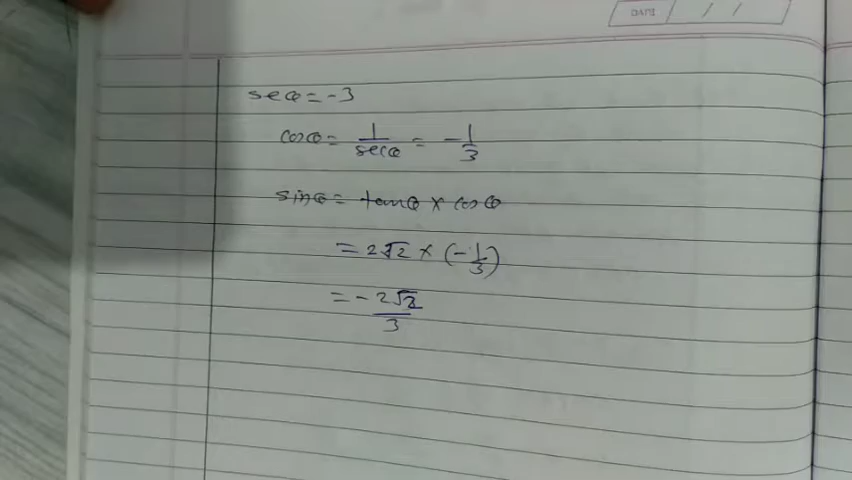 DATE / /
secθ = -3
cosθ = 1/secθ = -1/3
sinθ = tanθ × cosθ
= 2√2 × (-1/3)
= -2√2/3